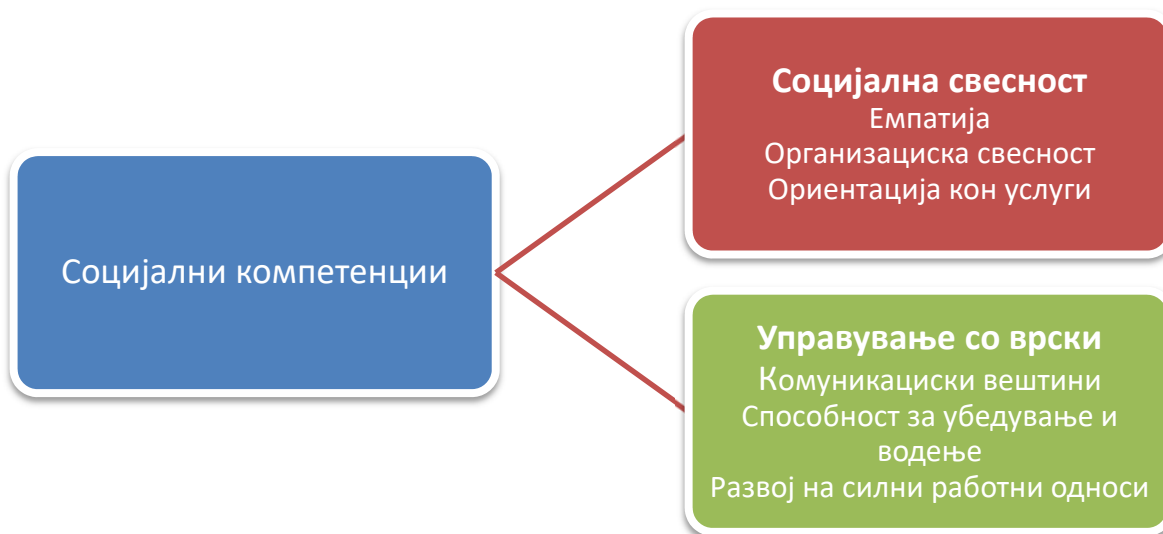 Социјални компетенции
Социјална свесност
Емпатија
Организациска свесност
Ориентација кон услуги
Управување со врски
Комуникациски вештини
Способност за убедување и
водење
Развој на силни работни односи